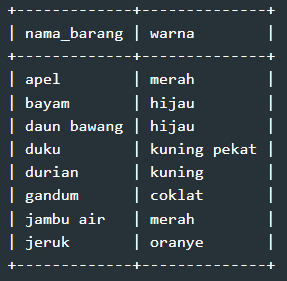 +-------------+--------------+
| nama_barang | warna        |
+-------------+--------------+
| apel        | merah        |
| bayam       | hijau        |
| daun bawang | hijau        |
| duku        | kuning pekat |
| durian      | kuning       |
| gandum      | coklat       |
| jambu air   | merah        |
| jeruk       | oranye       |
+-------------+--------------+